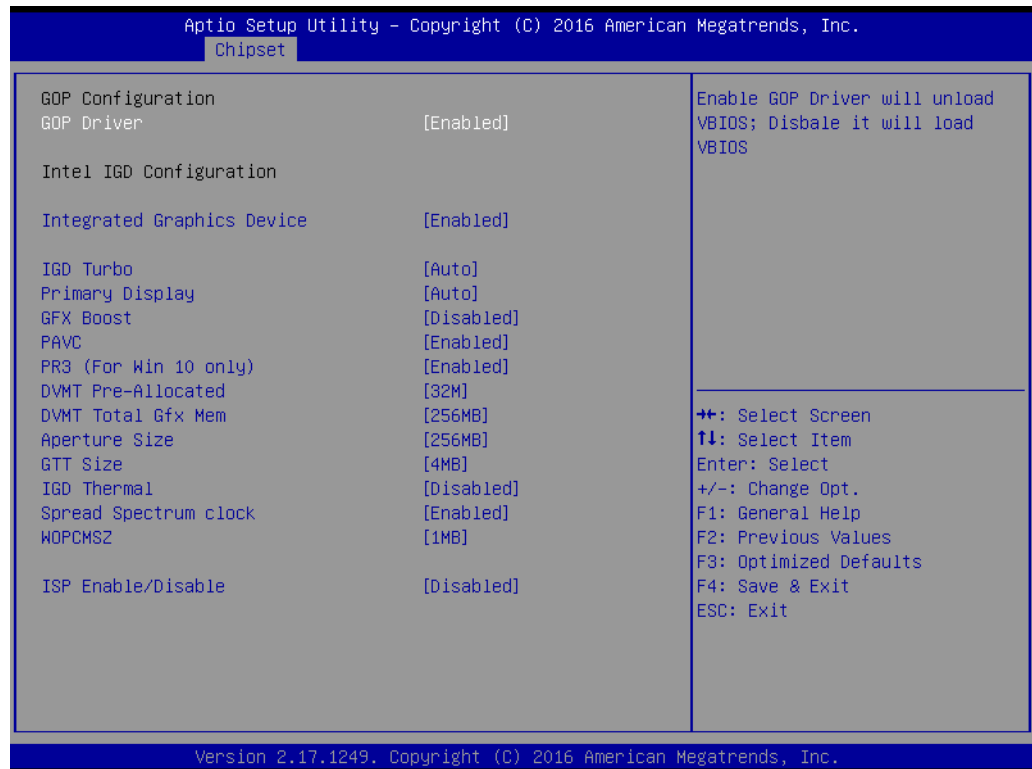 Aptio Setup Utility – Copyright (C) 2016 American Megatrends, Inc.
Chipset
GOP Configuration
GOP Driver [Enabled]
Intel IGD Configuration
Integrated Graphics Device [Enabled]
IGD Turbo [Auto]
Primary Display [Auto]
GFX Boost [Disabled]
PAVC [Enabled]
PR3 (For Win 10 only) [Enabled]
DVMT Pre-Allocated [32M]
DVMT Total Gfx Mem [256MB]
Aperture Size [256MB]
GTT Size [4MB]
IGD Thermal [Disabled]
Spread Spectrum clock [Enabled]
WOPCMSZ [1MB]
ISP Enable/Disable [Disabled]
Enable GOP Driver will unload
VBIOS; Disbale it will load
VBIOS
→←: Select Screen
↑↓: Select Item
Enter: Select
+/-: Change Opt.
F1: General Help
F2: Previous Values
F3: Optimized Defaults
F4: Save & Exit
ESC: Exit
Version 2.17.1249. Copyright (C) 2016 American Megatrends, Inc.